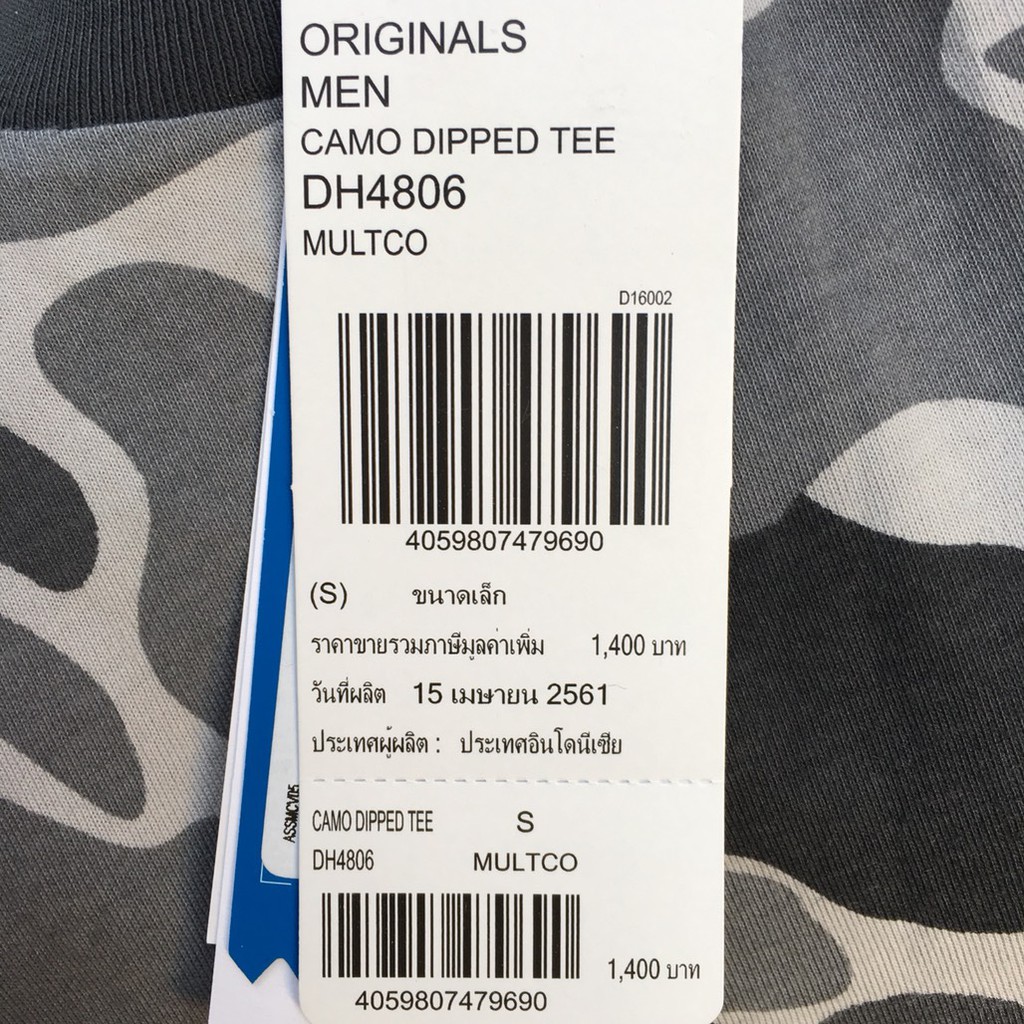 ORIGINALS
MEN
CAMO DIPPED TEE
DH4806
MULTCO
D16002
4059807479690
(S) ขนาดเล็ก
ราคาขายรวมภาษีมูลค่าเพิ่ม 1,400 บาท
วันที่ผลิต 15 เมษายน 2561
ประเทศผู้ผลิต : ประเทศอินโดนีเซีย
ASSMCV05
CAMO DIPPED TEE S
DH4806 MULTCO
1,400 บาท
4059807479690